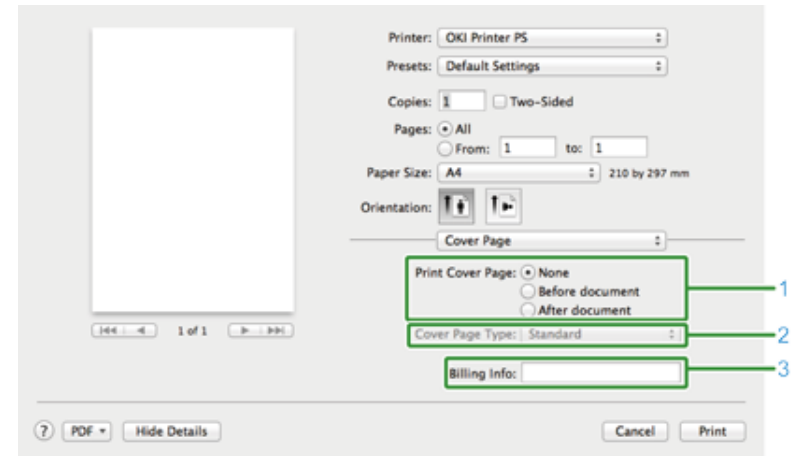 Printer: OKI Printer PS
Presets: Default Settings
Copies: 1 Two-Sided
Pages: All
From: 1 to: 1
Paper Size: A4 210 by 297 mm
Orientation:
Cover Page
Print Cover Page: None
Before document
After document
1
Cover Page Type: Standard
2
Billing Info:
3
1 of 1
? PDF Hide Details Cancel Print